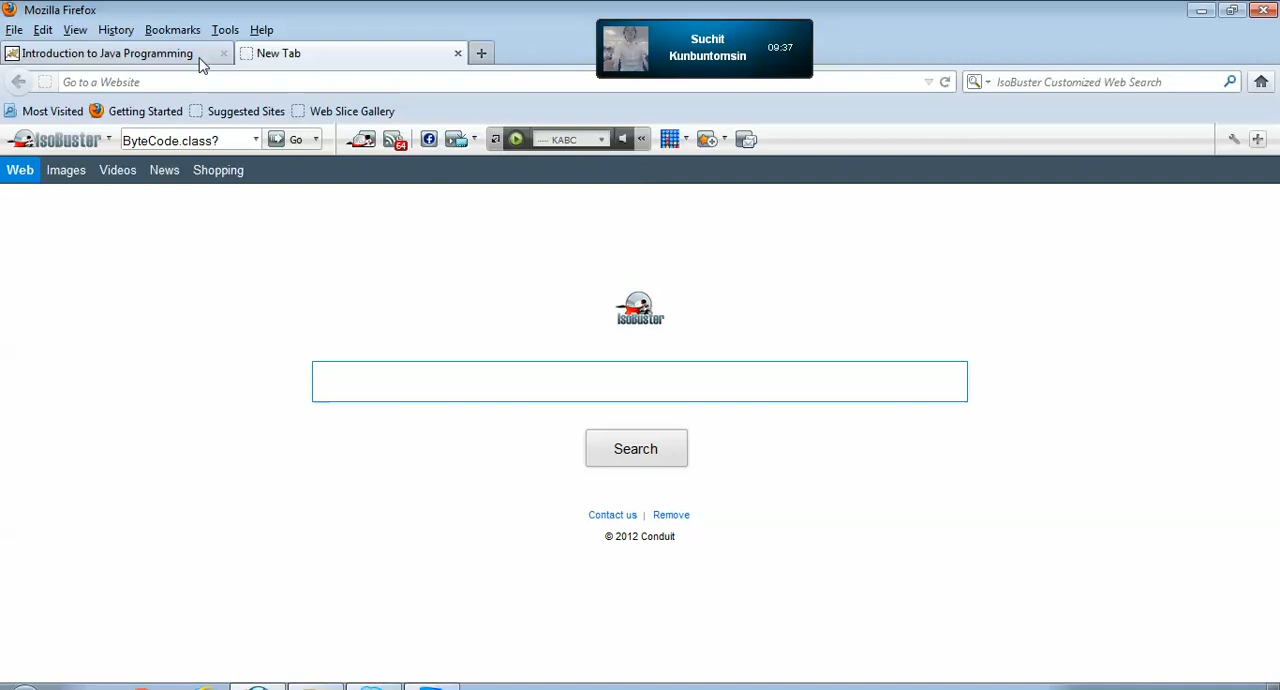 Mozilla Firefox
File Edit View History Bookmarks Tools Help
Introduction to Java Programming
New Tab
Suchit Kunbuntomsin
09:37
Go to a Website
IsoBuster Customized Web Search
Most Visited Getting Started Suggested Sites Web Slice Gallery
IsoBuster ByteCode.class? Go 64 KABC
Web Images Videos News Shopping
IsoBuster
Search
Contact us | Remove
© 2012 Conduit